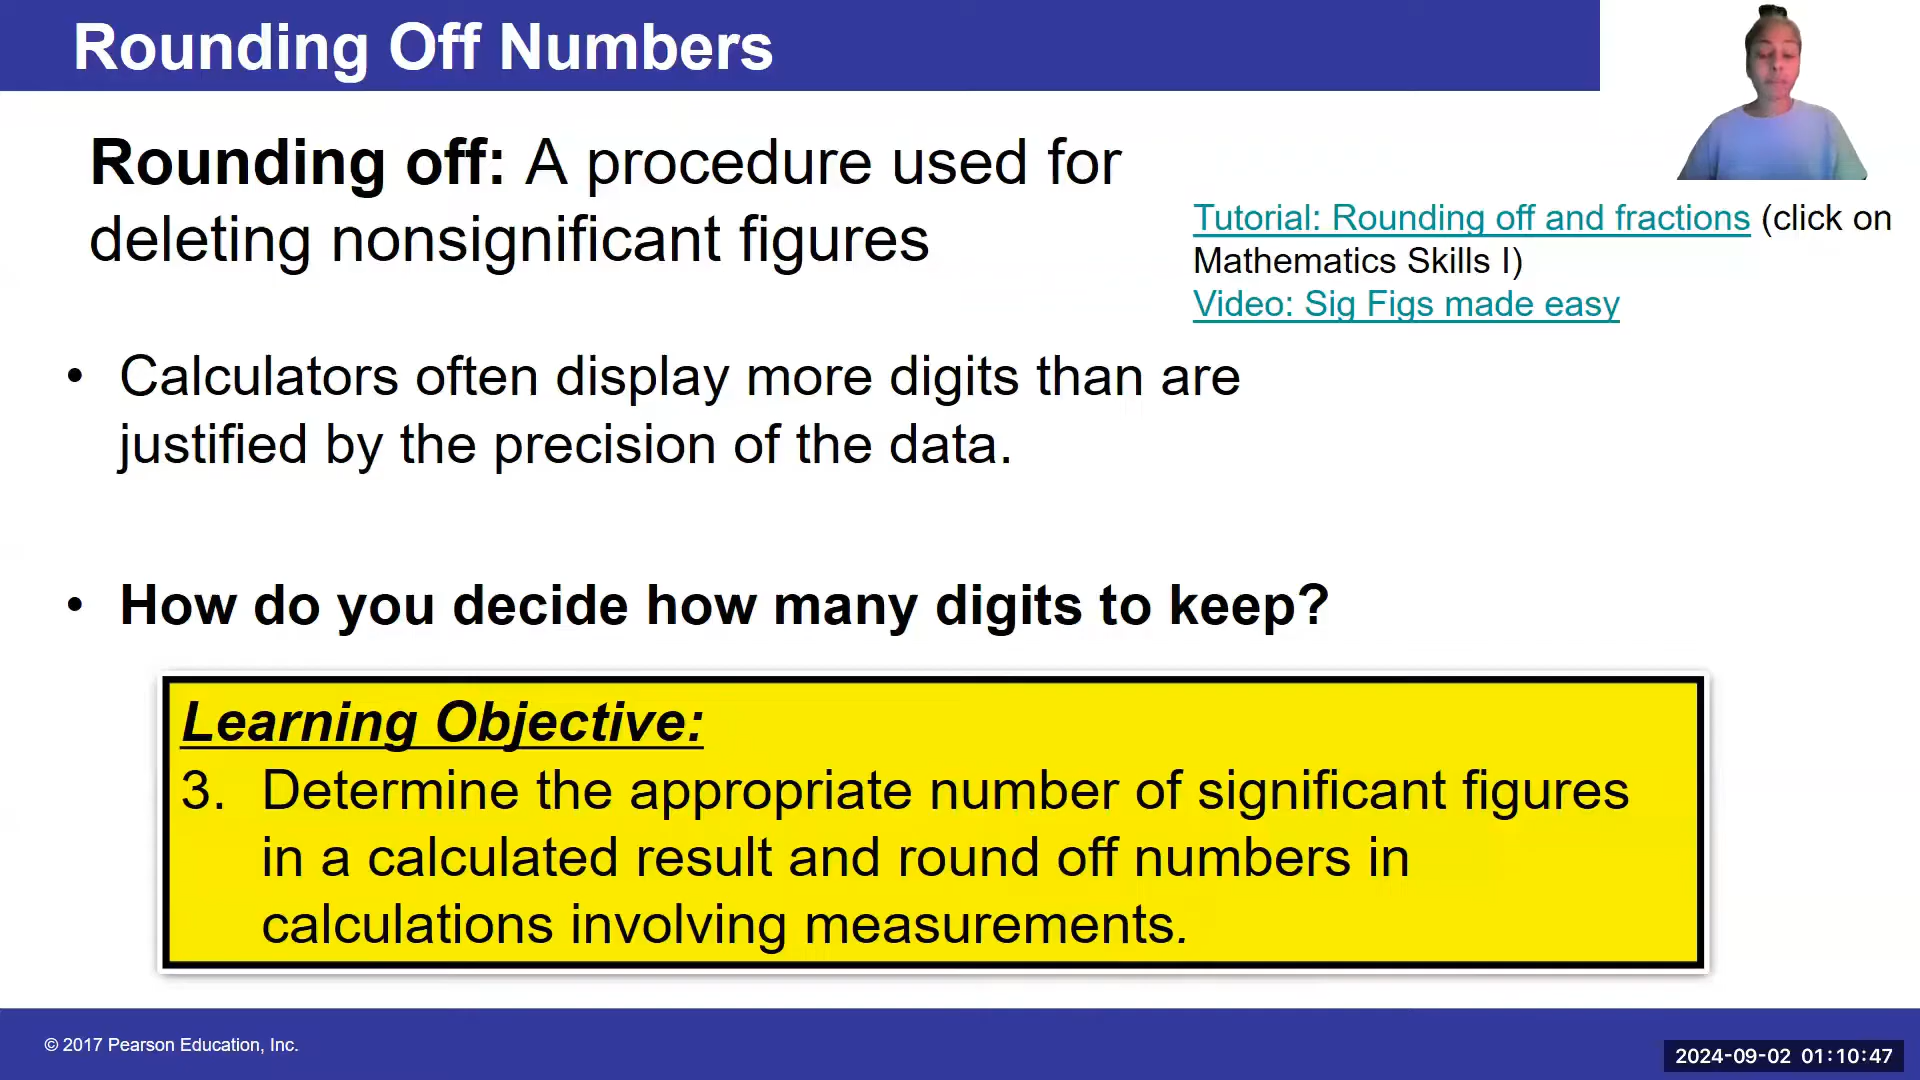 Rounding Off Numbers
Rounding off: A procedure used for
deleting nonsignificant figures
Tutorial: Rounding off and fractions (click on
Mathematics Skills I)
Video: Sig Figs made easy
• Calculators often display more digits than are
justified by the precision of the data.
• How do you decide how many digits to keep?
Learning Objective:
3. Determine the appropriate number of significant figures
in a calculated result and round off numbers in
calculations involving measurements.
© 2017 Pearson Education, Inc.
2024-09-02 01:10:47